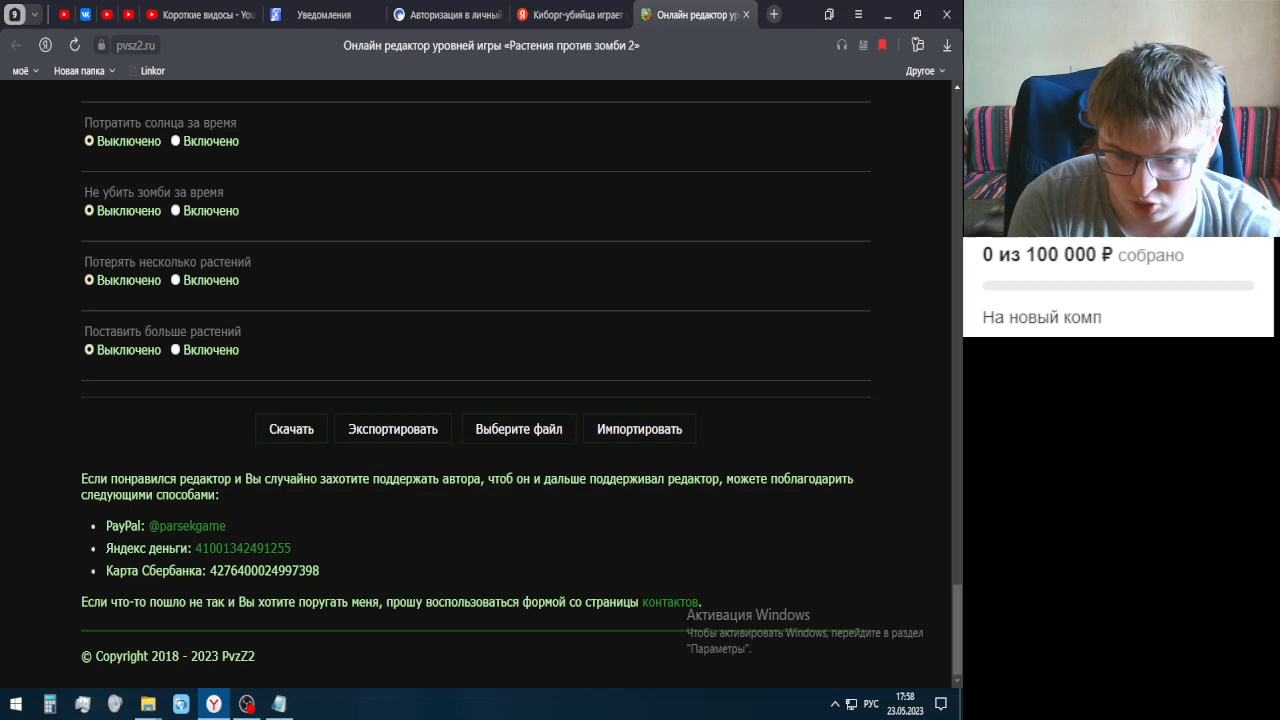 9
Короткие видосы - You
Уведомления
Авторизация в личный
Киборг-убийца играет
Онлайн редактор ур
pvsz2.ru
Онлайн редактор уровней игры «Растения против зомби 2»
моё
Новая папка
Linkor
Другое
Потратить солнца за время
Выключено Включено
Не убить зомби за время
Выключено Включено
Потерять несколько растений
Выключено Включено
Поставить больше растений
Выключено Включено
Скачать Экспортировать Выберите файл Импортировать
Если понравился редактор и Вы случайно захотите поддержать автора, чтоб он и дальше поддерживал редактор, можете поблагодарить
следующими способами:
PayPal: @parsekgame
Яндекс деньги: 41001342491255
Карта Сбербанка: 4276400024997398
Если что-то пошло не так и Вы хотите поругать меня, прошу воспользоваться формой со страницы контактов.
Активация Windows
Чтобы активировать Windows, перейдите в раздел
"Параметры".
© Copyright 2018 - 2023 PvzZ2
РУС
17:58
23.05.2023
0 из 100 000 ₽ собрано
На новый комп